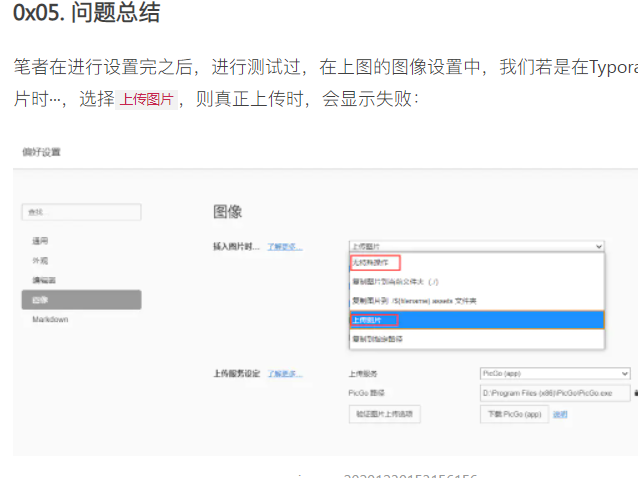 0x05. 问题总结
笔者在进行设置完之后，进行测试过，在上图的图像设置中，我们若是在Typora
片时…，选择 上传图片，则真正上传时，会显示失败：
偏好设置
查找...
图像
通用
插入图片时... 了解更多... 上传图片
外观
无特殊操作
编辑器
复制图片到当前文件夹 (./)
图像
复制图片到 ./${filename}.assets 文件夹
Markdown
上传图片
复制到指定路径
上传服务设定 了解更多... 上传服务 PicGo (app)
PicGo 路径 D:\Program Files (x86)\PicGo\PicGo.exe
验证图片上传选项 下载 PicGo (app) 说明